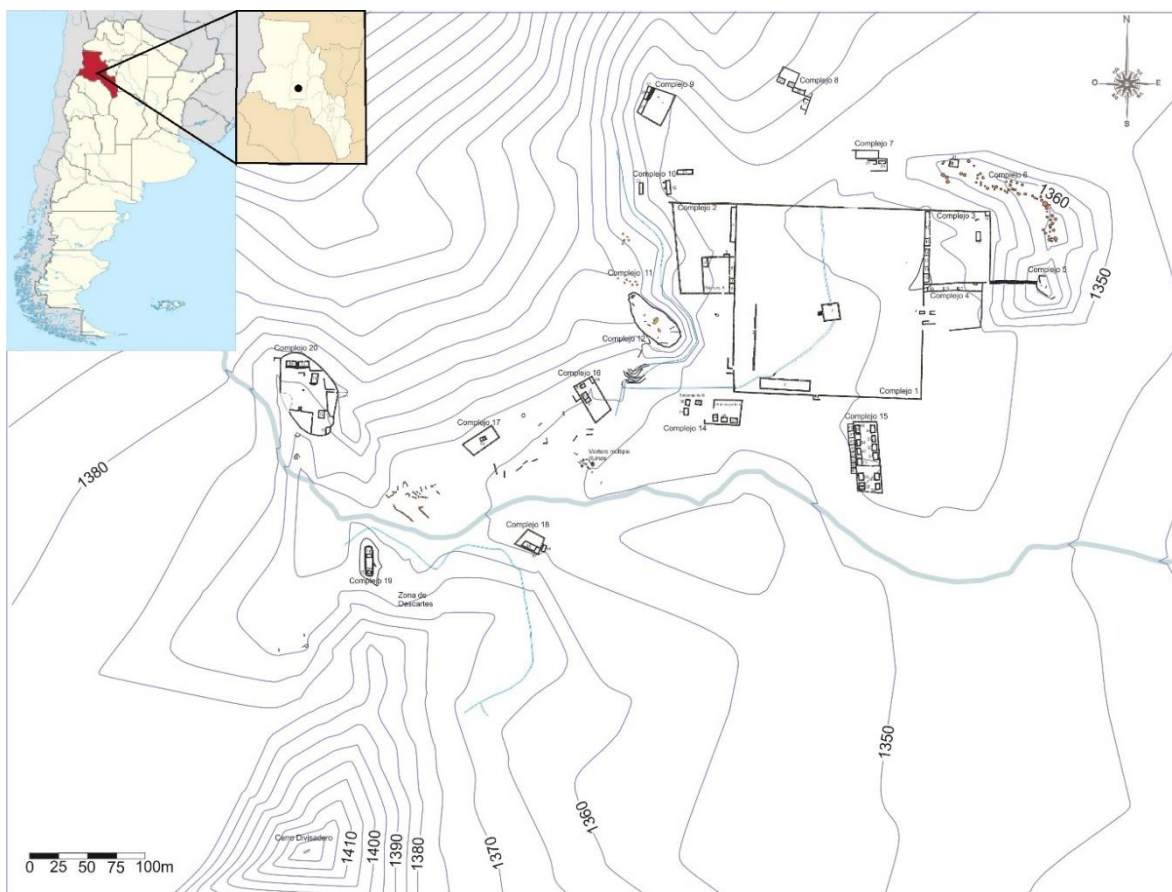 N
O
E
S
Complejo 8
Complejo 9
Complejo 7
Complejo 10
Complejo 6
1360
Complejo 2
Complejo 3
Complejo 5
1350
Complejo 11
Complejo 4
Complejo 12
Complejo 20
Complejo 16
Complejo 1
Complejo 17
Complejo 14
Complejo 15
Mortero múltiple
1380
Complejo 18
Complejo 19
Zona de
Descartes
1350
1360
1370
1380
1390
1400
1410
Cerro Divisadero
0 25 50 75 100m